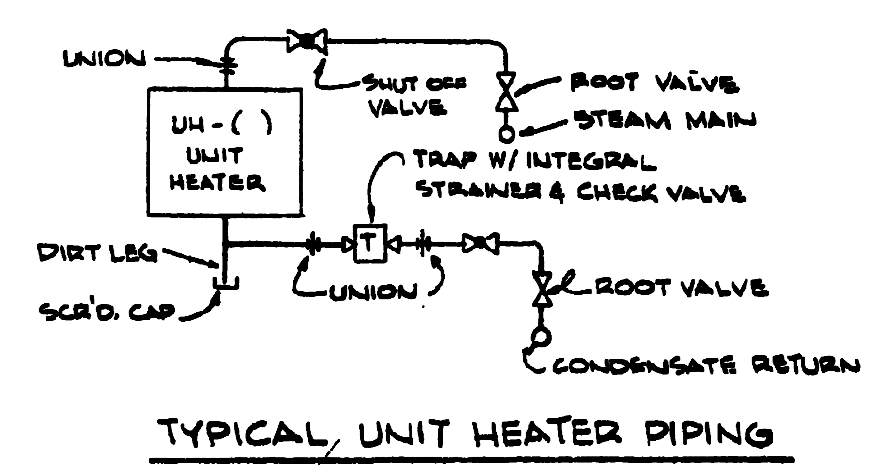 UNION
SHUT OFF
VALVE
ROOT VALVE
STEAM MAIN
UH-( )
UNIT
HEATER
TRAP W/ INTEGRAL
STRAINER & CHECK VALVE
T
DIRT LEG
SCR'D. CAP
UNION
ROOT VALVE
CONDENSATE RETURN
TYPICAL UNIT HEATER PIPING